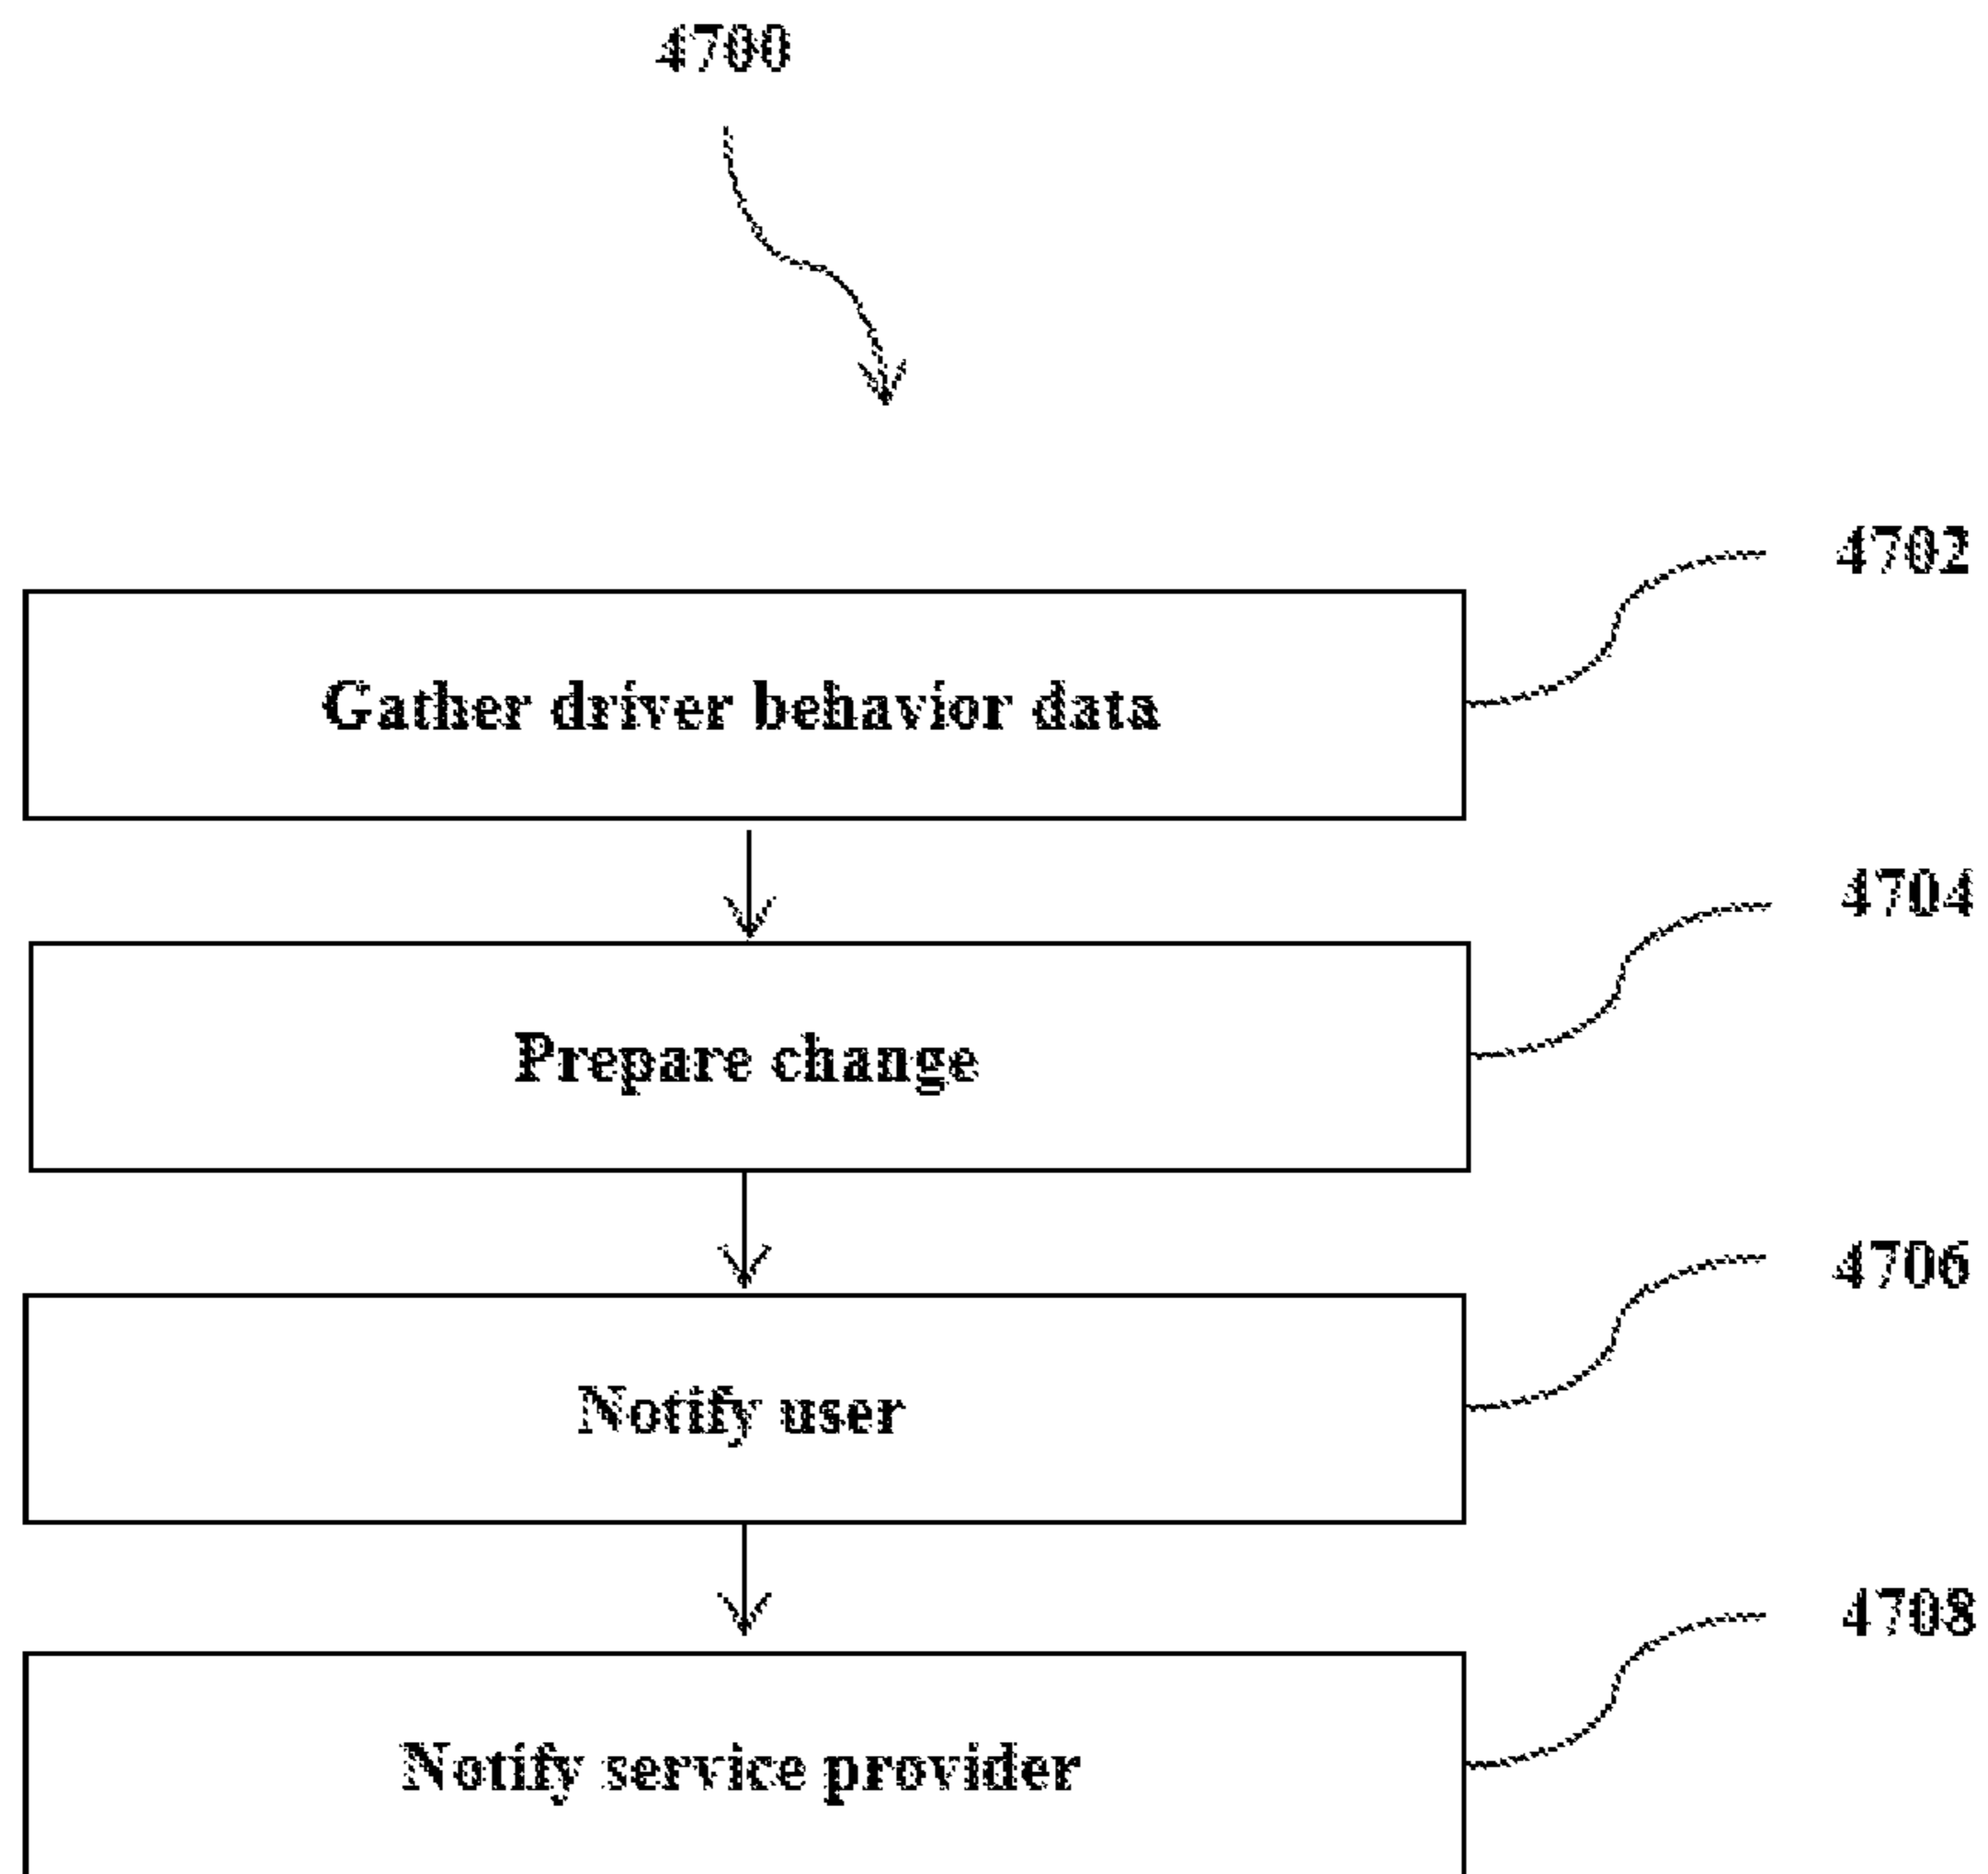 4700
4702
Gather driver behavior data
4704
Prepare change
4706
Notify user
4708
Notify service provider